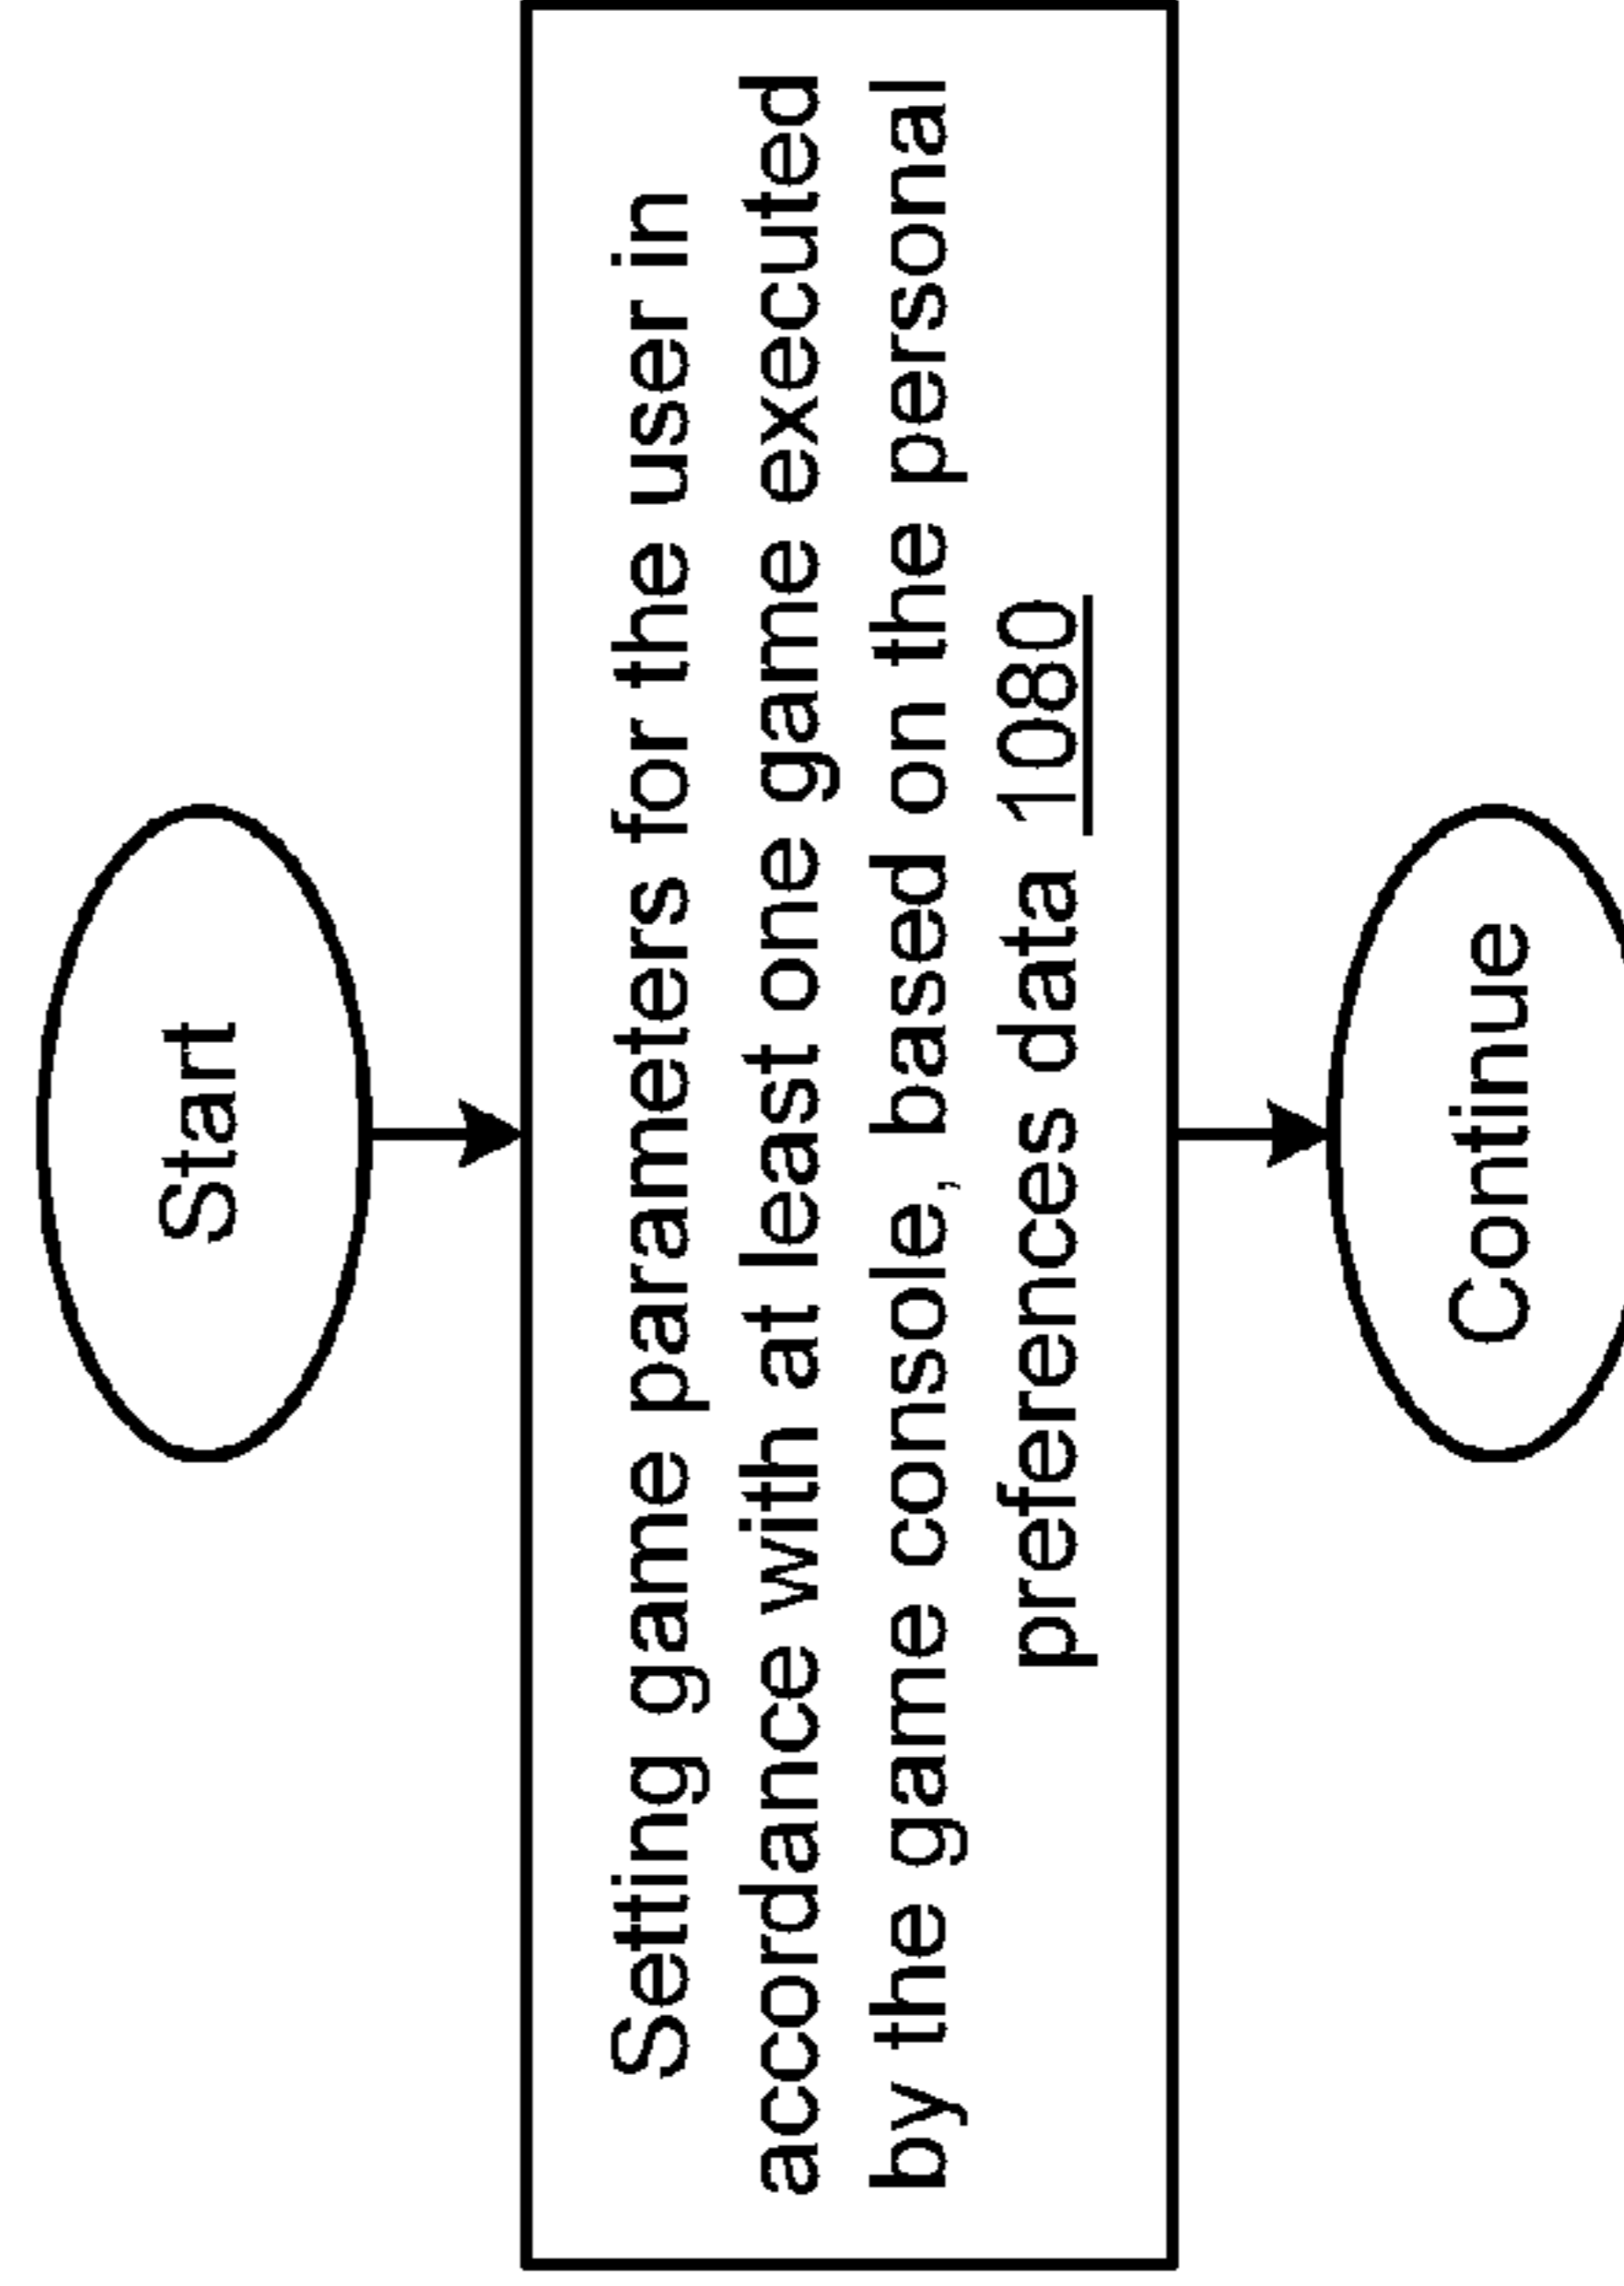 Start
Setting game parameters for the user in
accordance with at least one game executed
by the game console, based on the personal
preferences data 1080
Continue